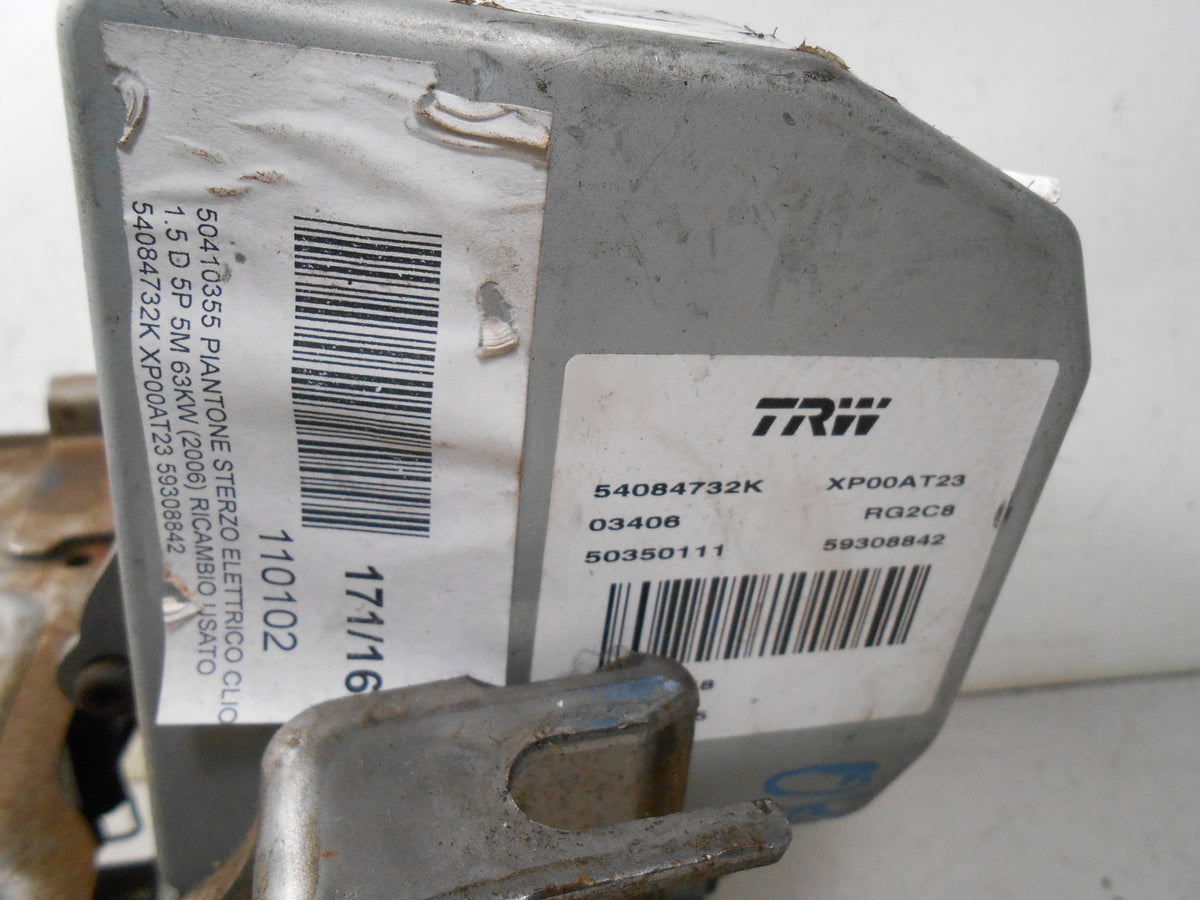 50410355 PIANTONE STERZO ELETTRICO CLIO
1.5 D 5P 5M 63KW (2006) RICAMBIO USATO
54084732K XP00AT23 59308842
110102
171/16
TRW
54084732K XP00AT23
03406 RG2C8
50350111 59308842